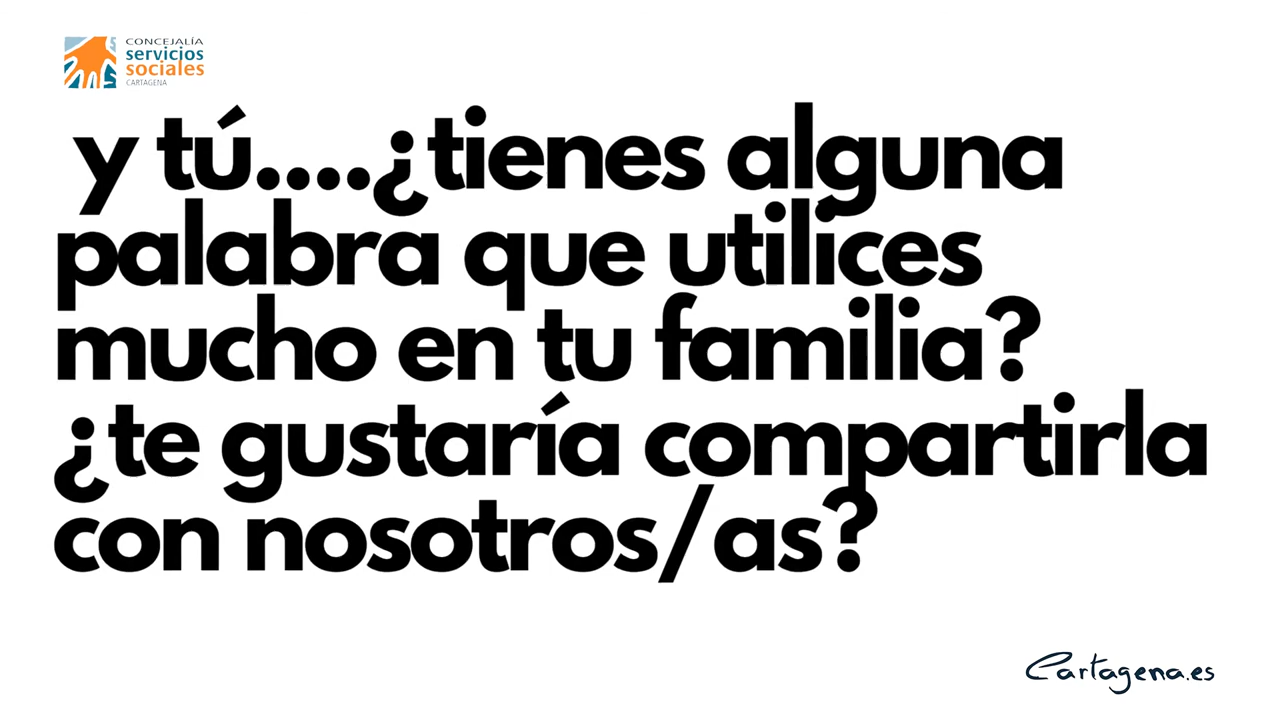 CONCEJALÍA
servicios
sociales
CARTAGENA
y tú....¿tienes alguna
palabra que utilices
mucho en tu familia?
¿te gustaría compartirla
con nosotros/as?
Cartagena.es